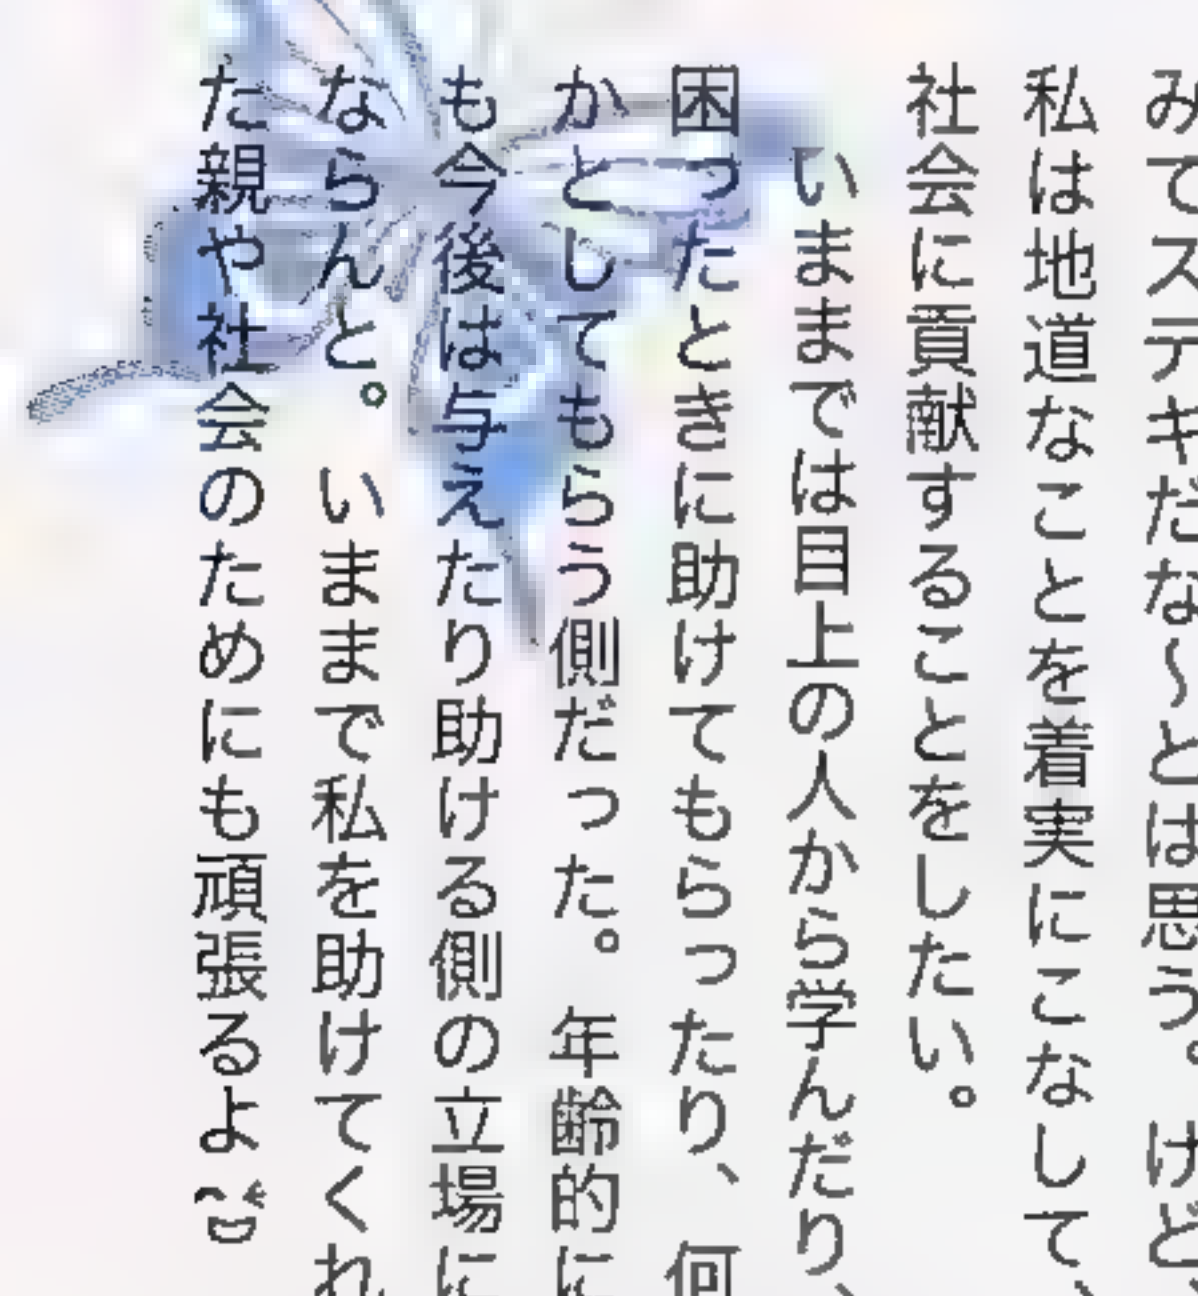 みてステキだな〜とは思う。けど、
私は地道なことを着実にこなして、
社会に貢献することをしたい。
いままでは目上の人から学んだり、
困ったときに助けてもらったり、何
かとしてもらう側だった。年齢的に
も今後は与えたり助ける側の立場に
ならんと。いままで私を助けてくれ
た親や社会のためにも頑張るよ